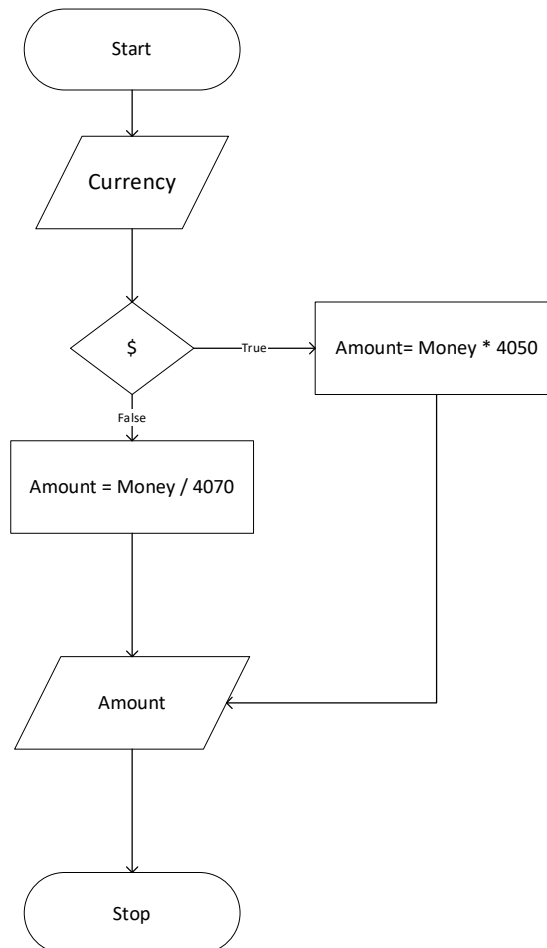 Start
Currency
$
True
Amount= Money * 4050
False
Amount = Money / 4070
Amount
Stop